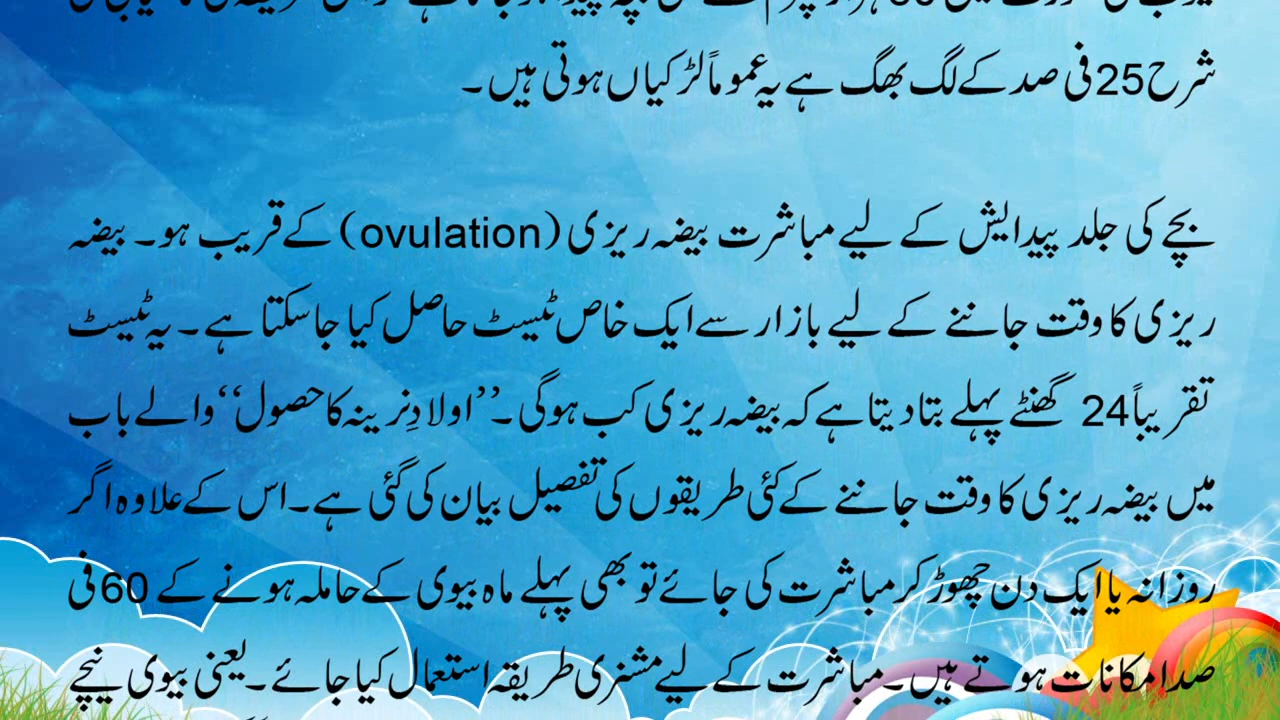 شرح 25 فی صد کے لگ بھگ ہے یہ عموماً لڑکیاں ہوتی ہیں۔
بچے کی جلد پیدایش کے لیے مباشرت بیضہ ریزی (ovulation) کے قریب ہو۔ بیضہ
ریزی کا وقت جاننے کے لیے بازار سے ایک خاص ٹیسٹ حاصل کیا جاسکتا ہے۔ یہ ٹیسٹ
تقریباً 24 گھنٹے پہلے بتا دیتا ہے کہ بیضہ ریزی کب ہوگی۔ ’’اولادِ نرینہ کا حصول‘‘ والے باب
میں بیضہ ریزی کا وقت جاننے کے کئی طریقوں کی تفصیل بیان کی گئی ہے۔ اس کے علاوہ اگر
روزانہ یا ایک دن چھوڑ کر مباشرت کی جائے تو بھی پہلے ماہ بیوی کے حاملہ ہونے کے 60 فی
صد امکانات ہوتے ہیں۔ مباشرت کے لیے مشنری طریقہ استعمال کیا جائے۔ یعنی بیوی نیچے